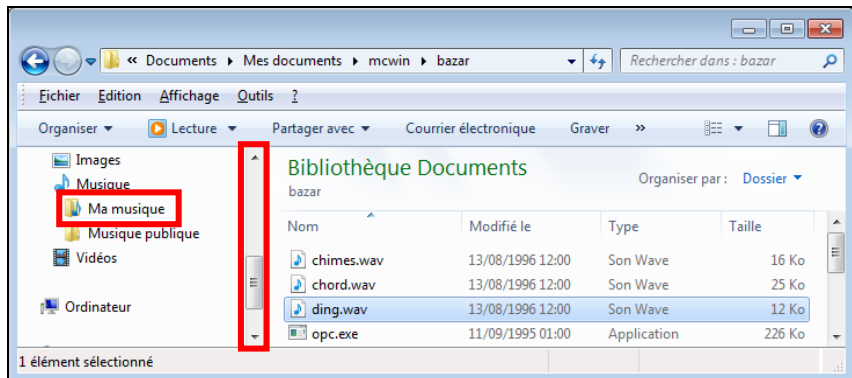 « Documents ▸ Mes documents ▸ mcwin ▸ bazar
Rechercher dans : bazar
Fichier Edition Affichage Outils ?
Organiser Lecture Partager avec Courrier électronique Graver »
Images
Musique
Ma musique
Musique publique
Vidéos
Ordinateur
Bibliothèque Documents
bazar
Organiser par : Dossier
Nom Modifié le Type Taille
chimes.wav 13/08/1996 12:00 Son Wave 16 Ko
chord.wav 13/08/1996 12:00 Son Wave 25 Ko
ding.wav 13/08/1996 12:00 Son Wave 12 Ko
opc.exe 11/09/1995 01:00 Application 226 Ko
1 élément sélectionné